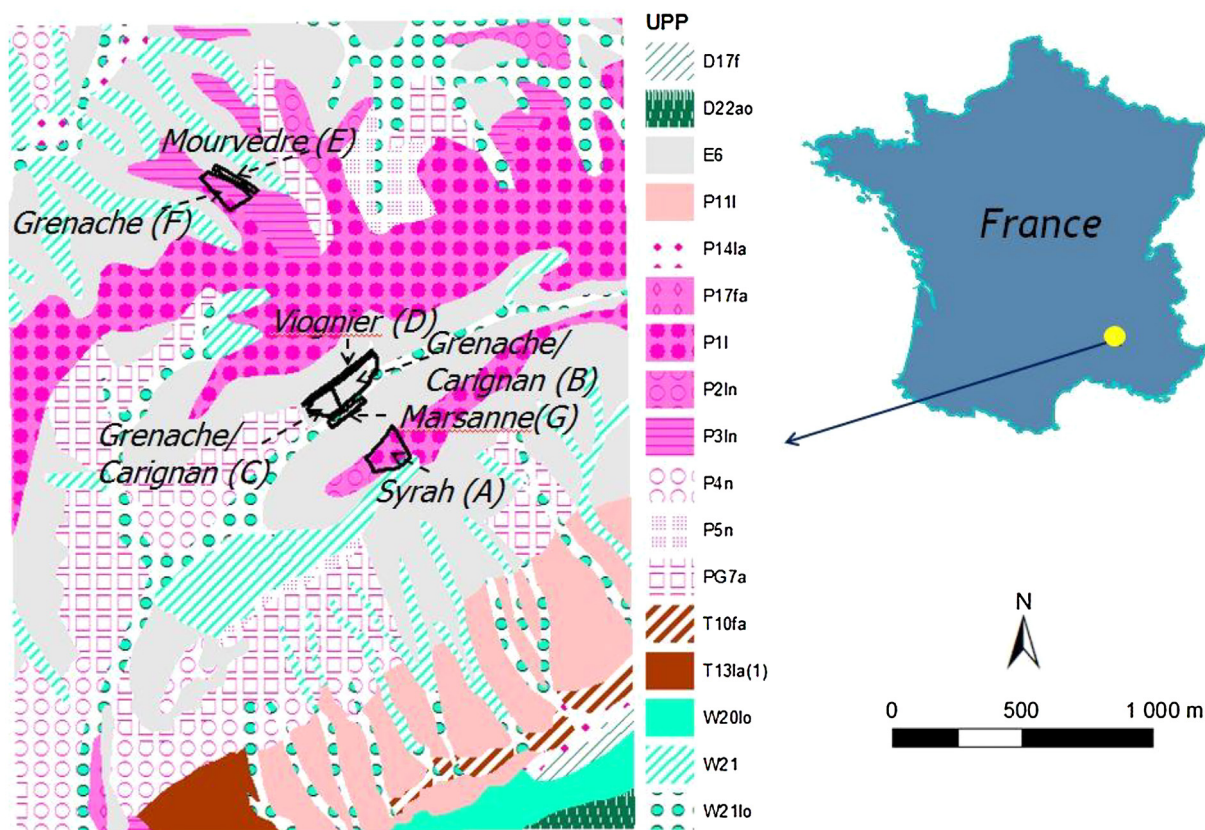 Mourvèdre (E)
Grenache (F)
Viognier (D)
Grenache/
Carignan (B)
Marsanne(G)
Grenache/
Carignan (C)
Syrah (A)
UPP
D17f
D22ao
E6
P11l
P14la
P17fa
P1l
P2ln
P3ln
P4n
P5n
PG7a
T10fa
T13la(1)
W20lo
W21
W21lo
France
N
0 500 1 000 m